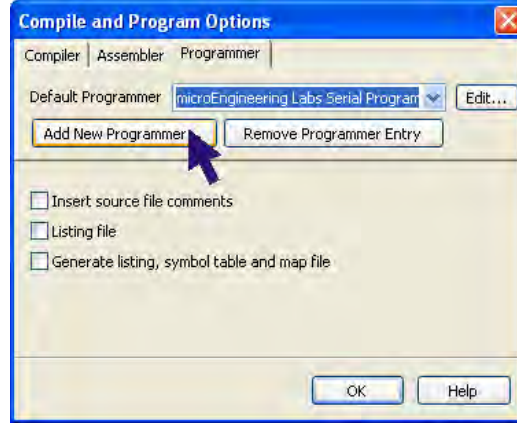 Compile and Program Options
Compiler Assembler Programmer
Default Programmer microEngineering Labs Serial Program Edit...
Add New Programmer Remove Programmer Entry
Insert source file comments
Listing file
Generate listing, symbol table and map file
OK Help